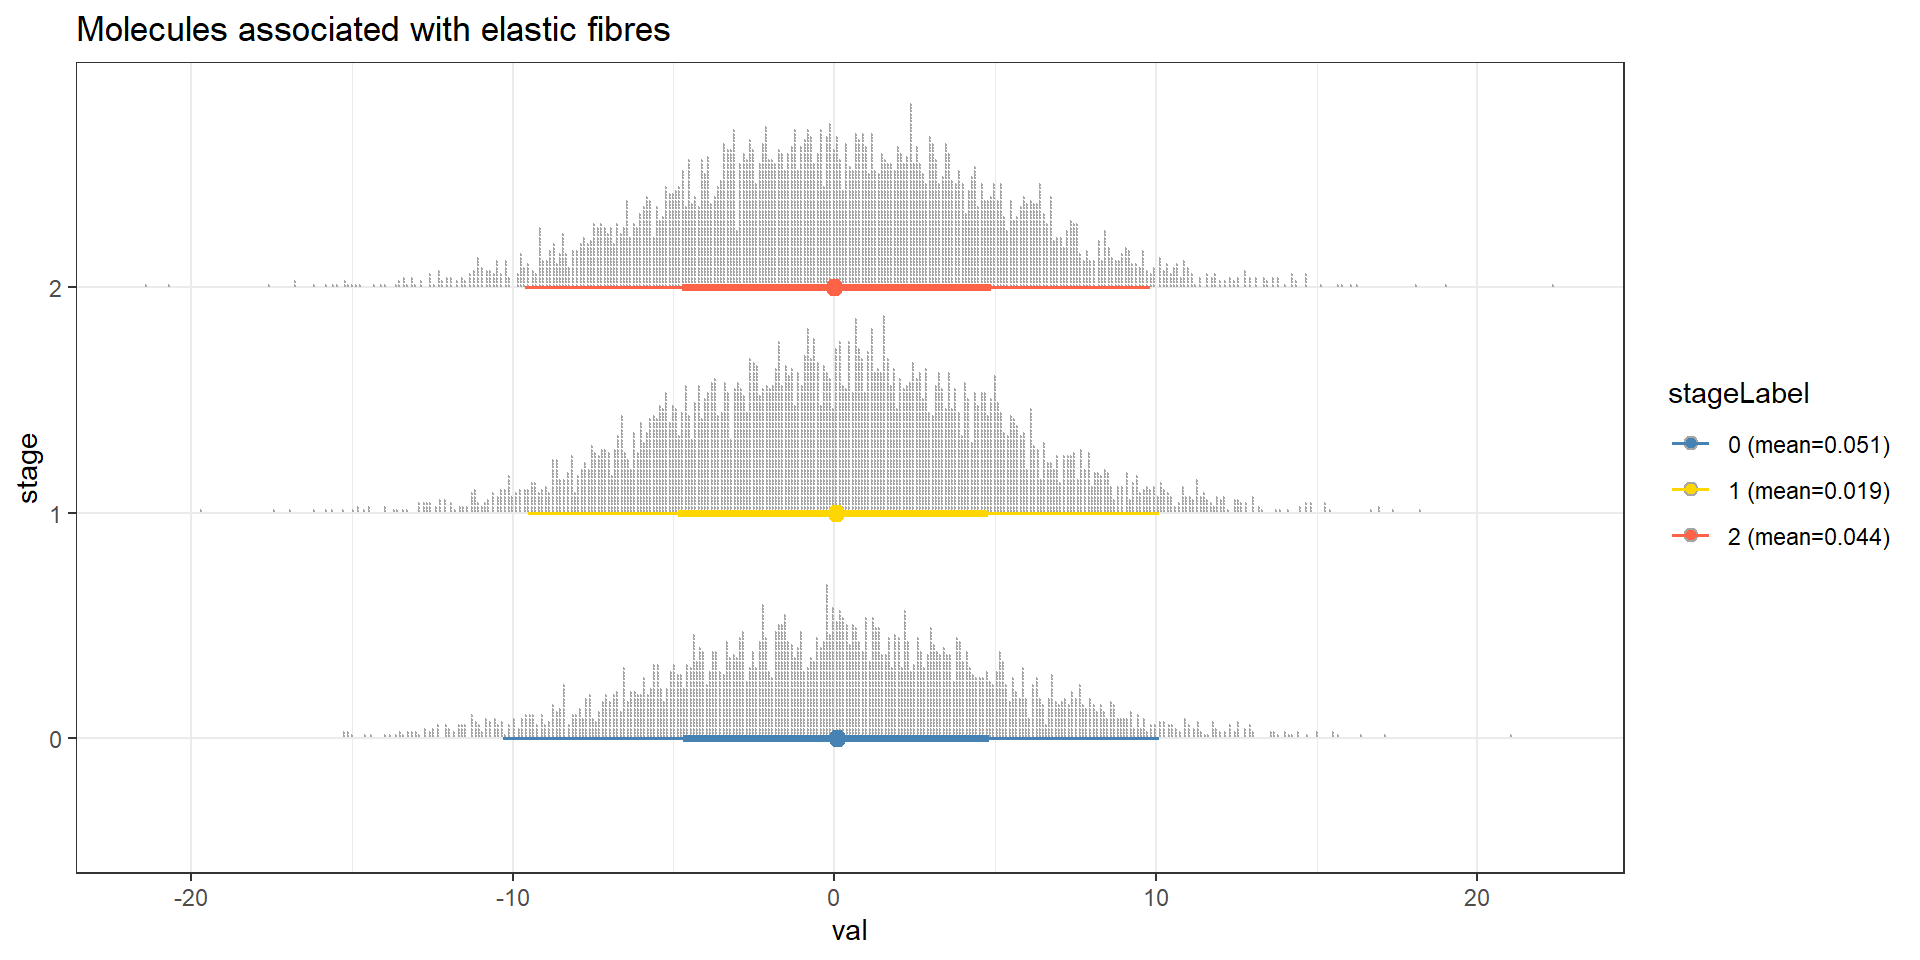 Molecules associated with elastic fibres
stage
2
1
0
-20
-10
0
10
20
val
stageLabel
0 (mean=0.051)
1 (mean=0.019)
2 (mean=0.044)